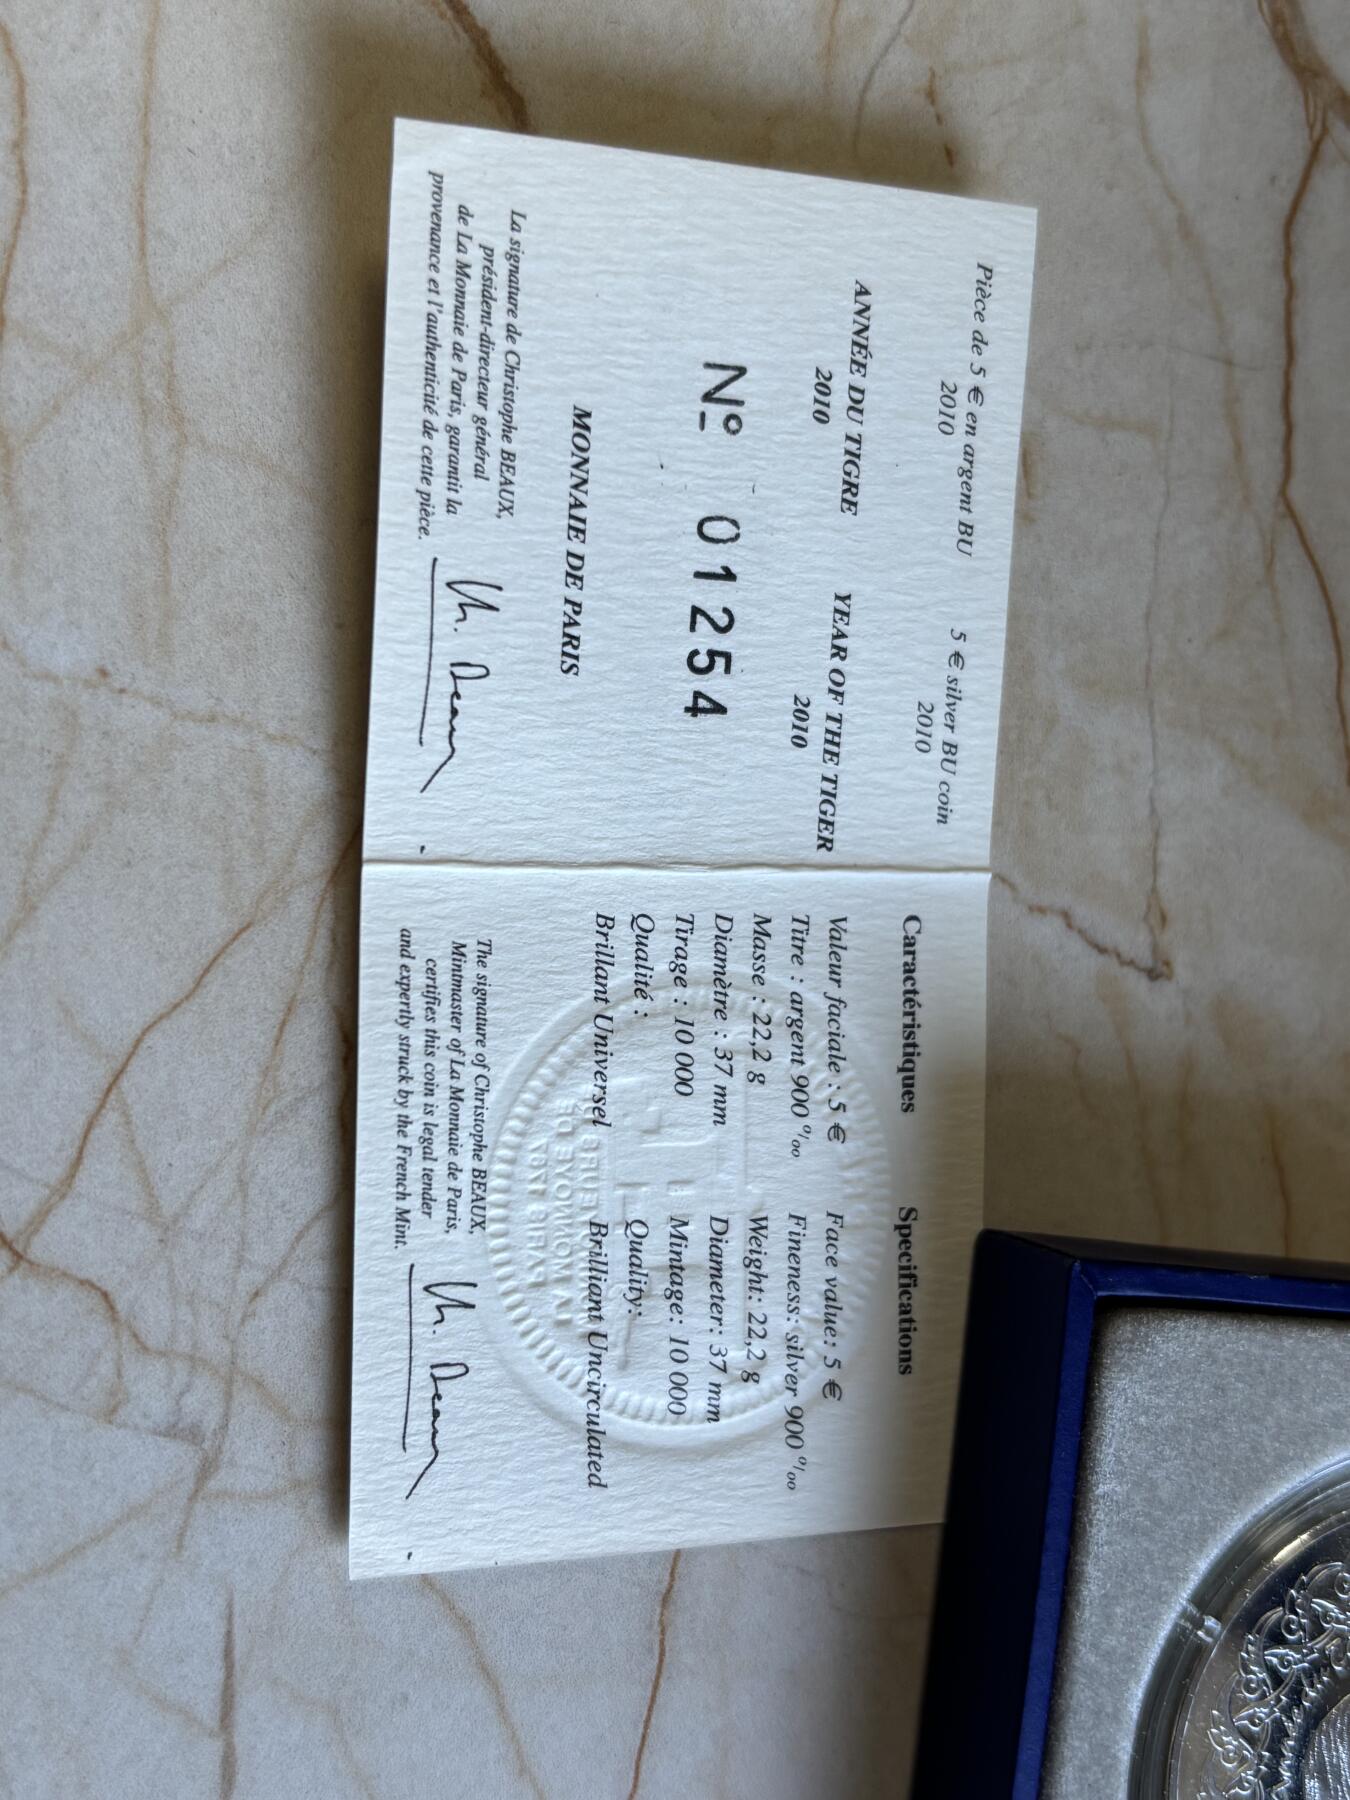 Pièce de 5 € en argent BU
2010
5 € silver BU coin
2010
ANNÉE DU TIGRE
2010
YEAR OF THE TIGER
2010
Nº 01254
MONNAIE DE PARIS
La signature de Christophe BEAUX,
président-directeur général
de La Monnaie de Paris, garantit la
provenance et l'authenticité de cette pièce.
Caractéristiques
Valeur faciale : 5 €
Titre : argent 900 °/₀₀
Masse : 22,2 g
Diamètre : 37 mm
Tirage : 10 000
Qualité :
Brillant Universel
Specifications
Face value: 5 €
Fineness: silver 900 °/₀₀
Weight: 22,2 g
Diameter: 37 mm
Mintage: 10 000
Quality:
Brilliant Uncirculated
The signature of Christophe BEAUX,
Mintmaster of La Monnaie de Paris,
certifies this coin is legal tender
and expertly struck by the French Mint.